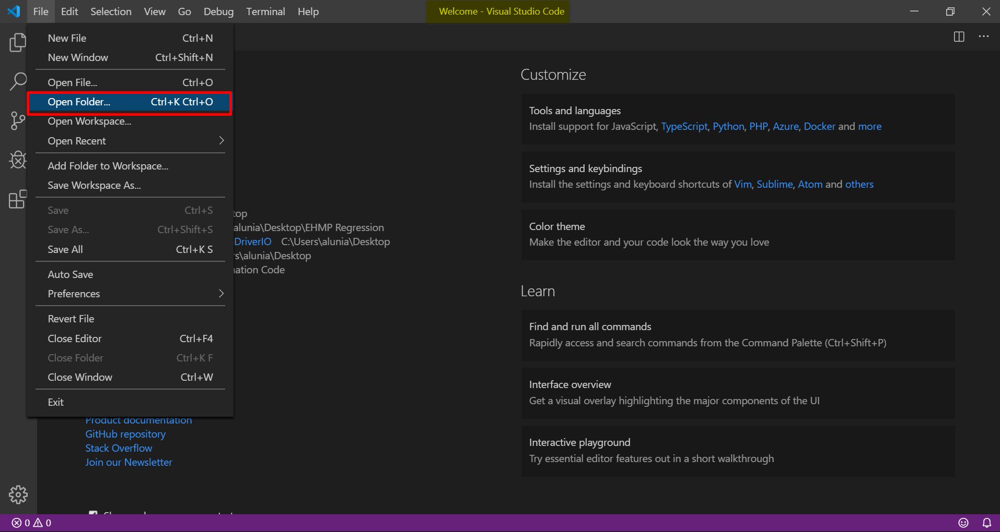 File Edit Selection View Go Debug Terminal Help
Welcome - Visual Studio Code
New File Ctrl+N
New Window Ctrl+Shift+N
Open File... Ctrl+O
Open Folder... Ctrl+K Ctrl+O
Open Workspace...
Open Recent
Add Folder to Workspace...
Save Workspace As...
Save Ctrl+S
Save As... Ctrl+Shift+S
Save All Ctrl+K S
Auto Save
Preferences
Revert File
Close Editor Ctrl+F4
Close Folder Ctrl+K F
Close Window Ctrl+W
Exit
top
alunia\Desktop\EHMP Regression
DriverIO C:\Users\alunia\Desktop
rs\alunia\Desktop
nation Code
Product documentation
GitHub repository
Stack Overflow
Join our Newsletter
Customize
Tools and languages
Install support for JavaScript, TypeScript, Python, PHP, Azure, Docker and more
Settings and keybindings
Install the settings and keyboard shortcuts of Vim, Sublime, Atom and others
Color theme
Make the editor and your code look the way you love
Learn
Find and run all commands
Rapidly access and search commands from the Command Palette (Ctrl+Shift+P)
Interface overview
Get a visual overlay highlighting the major components of the UI
Interactive playground
Try essential editor features out in a short walkthrough
0 0